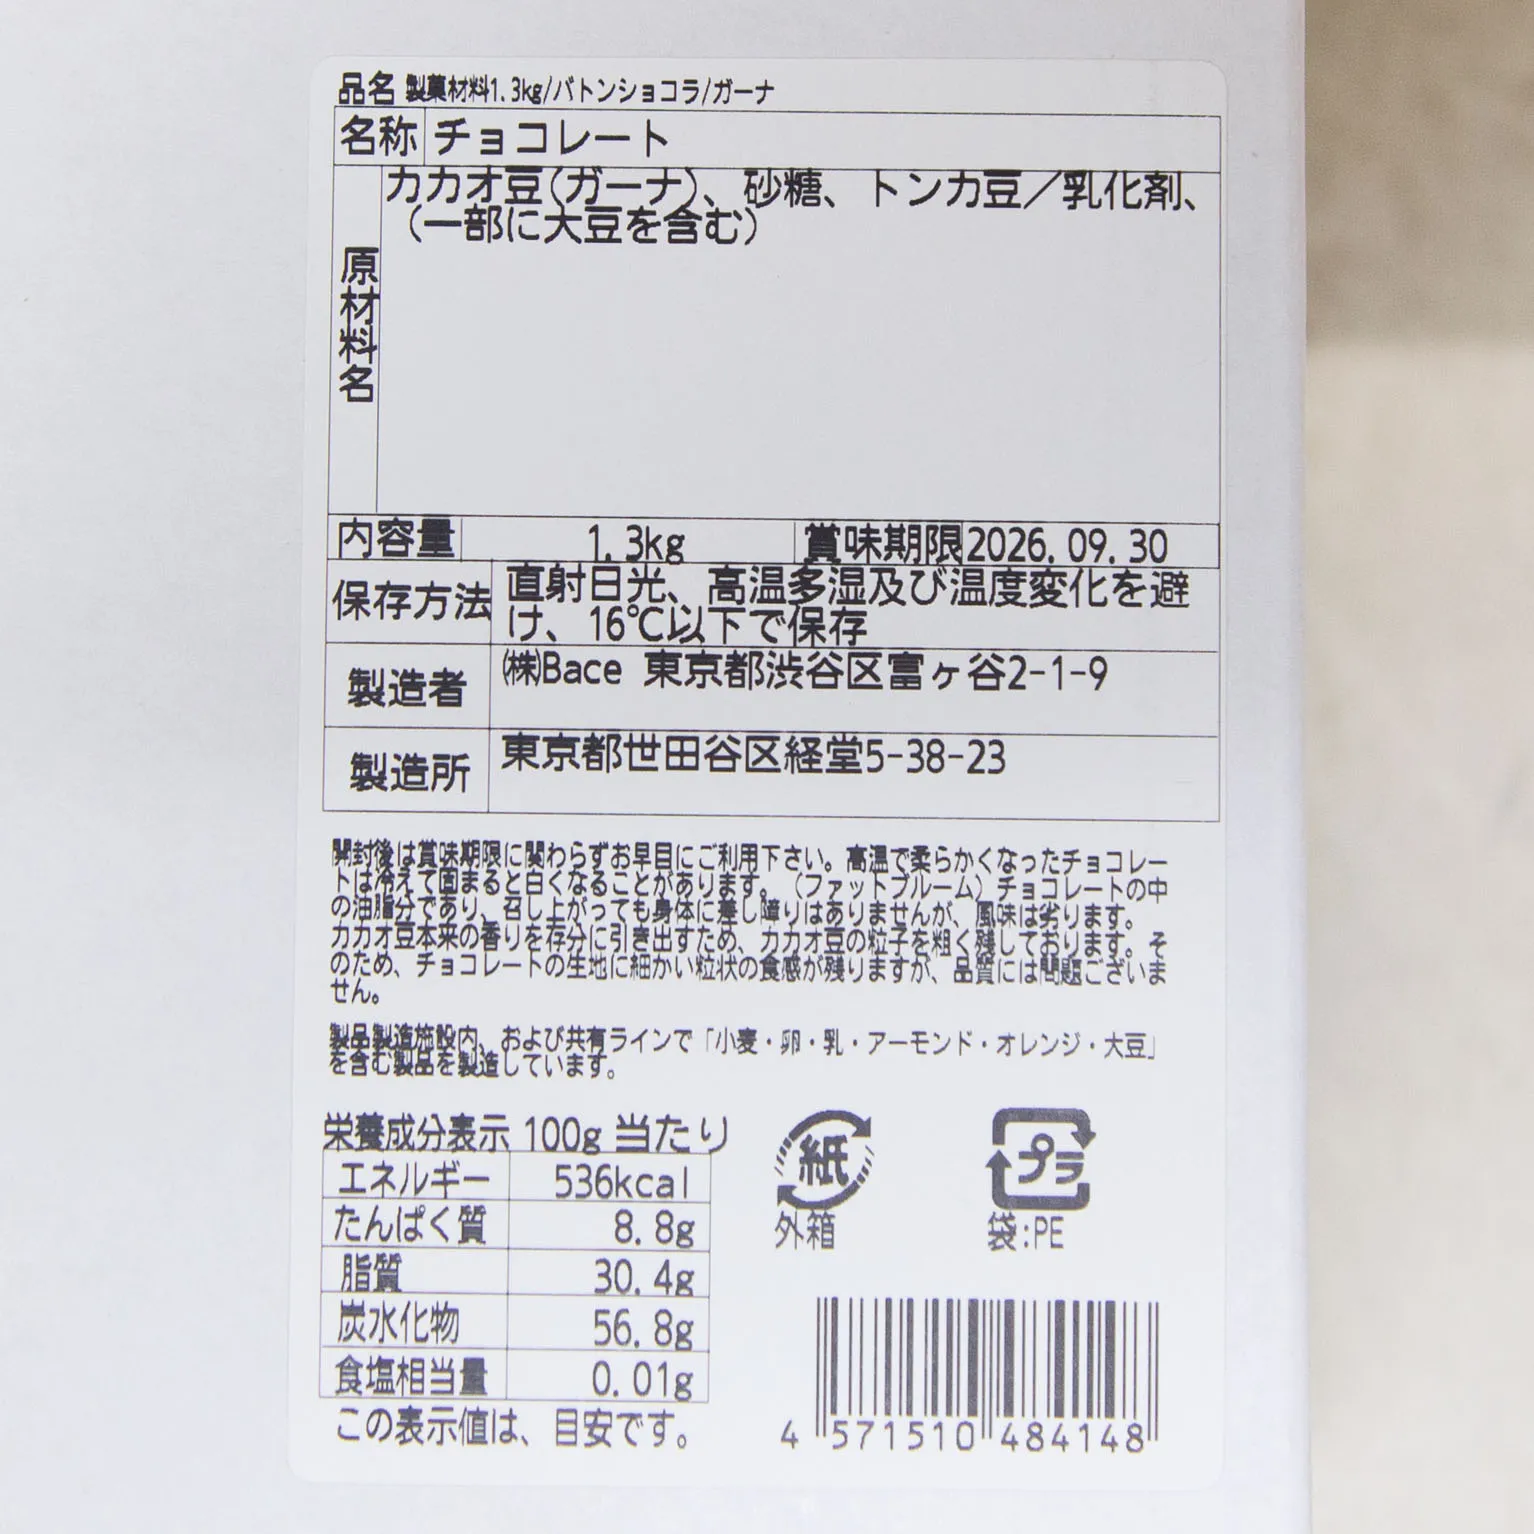 品名 製菓材料1.3kg/バトンショコラ/ガーナ
名称 チョコレート
原材料名
カカオ豆(ガーナ)、砂糖、トンカ豆／乳化剤、
（一部に大豆を含む）
内容量 1.3kg 賞味期限 2026.09.30
保存方法 直射日光、高温多湿及び温度変化を避
け、16℃以下で保存
製造者 ㈱Bace 東京都渋谷区富ヶ谷2-1-9
製造所 東京都世田谷区経堂5-38-23
開封後は賞味期限に関わらずお早目にご利用下さい。高温で柔らかくなったチョコレー
トは冷えて固まると白くなることがあります。（ファットブルーム）チョコレートの中
の油脂分であり、召し上がっても身体に差し障りはありませんが、風味は劣ります。
カカオ豆本来の香りを存分に引き出すため、カカオ豆の粒子を粗く残しております。そ
のため、チョコレートの生地に細かい粒状の食感が残りますが、品質には問題ございま
せん。
製品製造施設内、および共有ラインで「小麦・卵・乳・アーモンド・オレンジ・大豆」
を含む製品を製造しています。
栄養成分表示 100g 当たり
エネルギー 536kcal
たんぱく質 8.8g
脂質 30.4g
炭水化物 56.8g
食塩相当量 0.01g
この表示値は、目安です。
紙
外箱
プラ
袋:PE
4 571510 484148